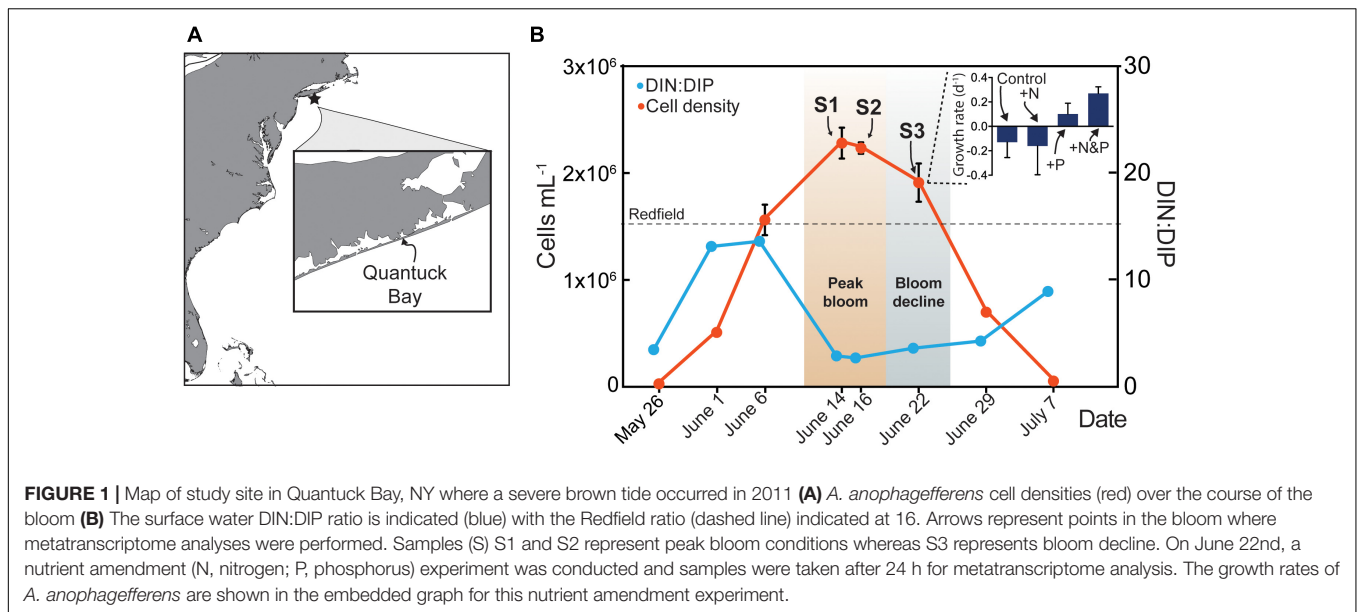 A
Quantuck
Bay
B
DIN:DIP
Cell density
3x10⁶
2x10⁶
1x10⁶
0
Cells mL⁻¹
30
20
10
0
DIN:DIP
Redfield
S1
S2
S3
Peak
bloom
Bloom
decline
Growth rate (d⁻¹)
0.4
0.2
0.0
-0.2
-0.4
Control
+N
+P
+N&P
May 26
June 1
June 6
June 14
June 16
June 22
June 29
July 7
Date
FIGURE 1 | Map of study site in Quantuck Bay, NY where a severe brown tide occurred in 2011 (A) A. anophagefferens cell densities (red) over the course of the
bloom (B) The surface water DIN:DIP ratio is indicated (blue) with the Redfield ratio (dashed line) indicated at 16. Arrows represent points in the bloom where
metatranscriptome analyses were performed. Samples (S) S1 and S2 represent peak bloom conditions whereas S3 represents bloom decline. On June 22nd, a
nutrient amendment (N, nitrogen; P, phosphorus) experiment was conducted and samples were taken after 24 h for metatranscriptome analysis. The growth rates of
A. anophagefferens are shown in the embedded graph for this nutrient amendment experiment.